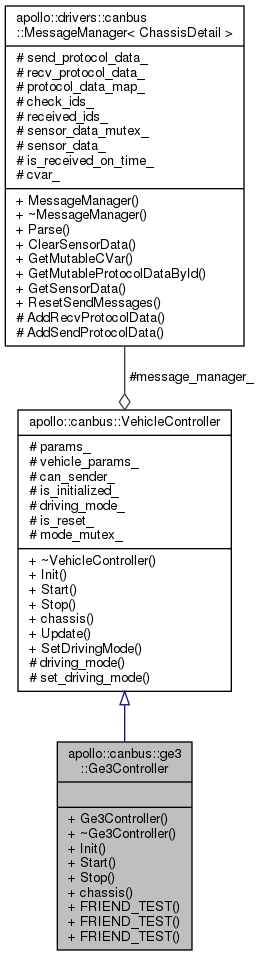 apollo::drivers::canbus
::MessageManager< ChassisDetail >
# send_protocol_data_
# recv_protocol_data_
# protocol_data_map_
# check_ids_
# received_ids_
# sensor_data_mutex_
# sensor_data_
# is_received_on_time_
# cvar_
+ MessageManager()
+ ~MessageManager()
+ Parse()
+ ClearSensorData()
+ GetMutableCVar()
+ GetMutableProtocolDataById()
+ GetSensorData()
+ ResetSendMessages()
# AddRecvProtocolData()
# AddSendProtocolData()
#message_manager_
apollo::canbus::VehicleController
# params_
# vehicle_params_
# can_sender_
# is_initialized_
# driving_mode_
# is_reset_
# mode_mutex_
+ ~VehicleController()
+ Init()
+ Start()
+ Stop()
+ chassis()
+ Update()
+ SetDrivingMode()
# driving_mode()
# set_driving_mode()
apollo::canbus::ge3
::Ge3Controller
+ Ge3Controller()
+ ~Ge3Controller()
+ Init()
+ Start()
+ Stop()
+ chassis()
+ FRIEND_TEST()
+ FRIEND_TEST()
+ FRIEND_TEST()